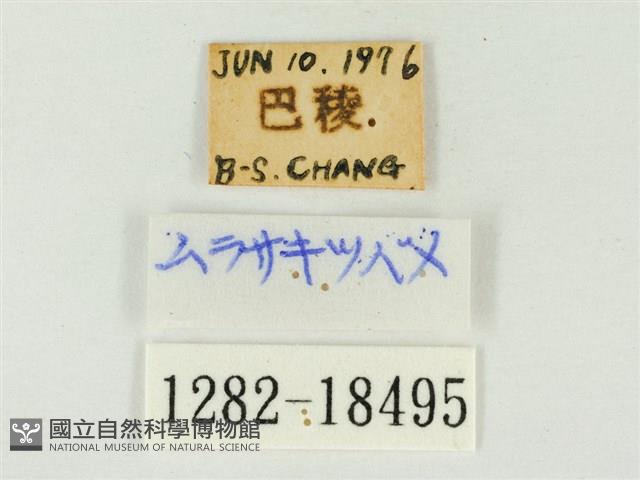 JUN 10. 1976
巴稜.
B-S. CHANG
ムラサキツバメ
1282-18495
國立自然科學博物館
NATIONAL MUSEUM OF NATURAL SCIENCE